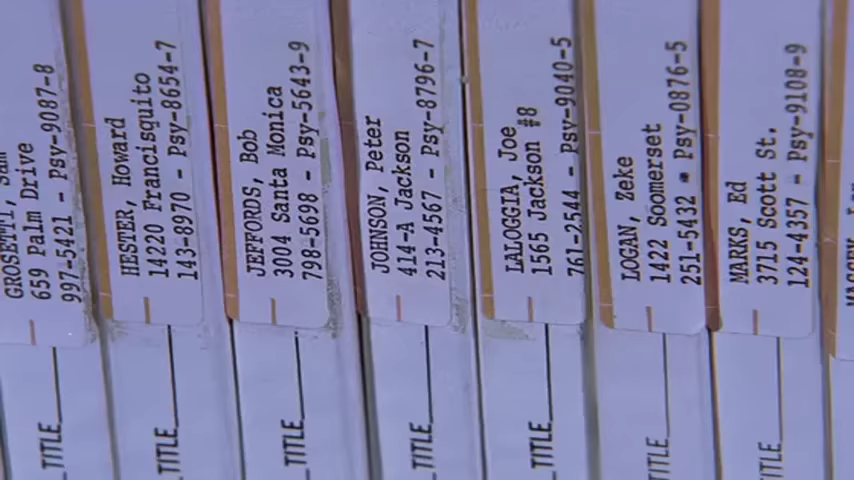 GROSETTI, Sam
659 Palm Drive
997-5421 - Psy-9087-8
TITLE
HESTER, Howard
14220 Francisquito
143-8970 - Psy-8654-7
TITLE
JEFFORDS, Bob
3004 Santa Monica
798-5698 - Psy-5643-9
TITLE
JOHNSON, Peter
414-A Jackson
213-4567 - Psy-8796-7
TITLE
LALOGGIA, Joe
1565 Jackson #8
761-2544 - Psy-9040-5
TITLE
LOGAN, Zeke
1422 Soomerset
251-5432 - Psy-0876-5
TITLE
MARKS, Ed
3715 Scott St.
124-4357 - Psy-9108-9
TITLE